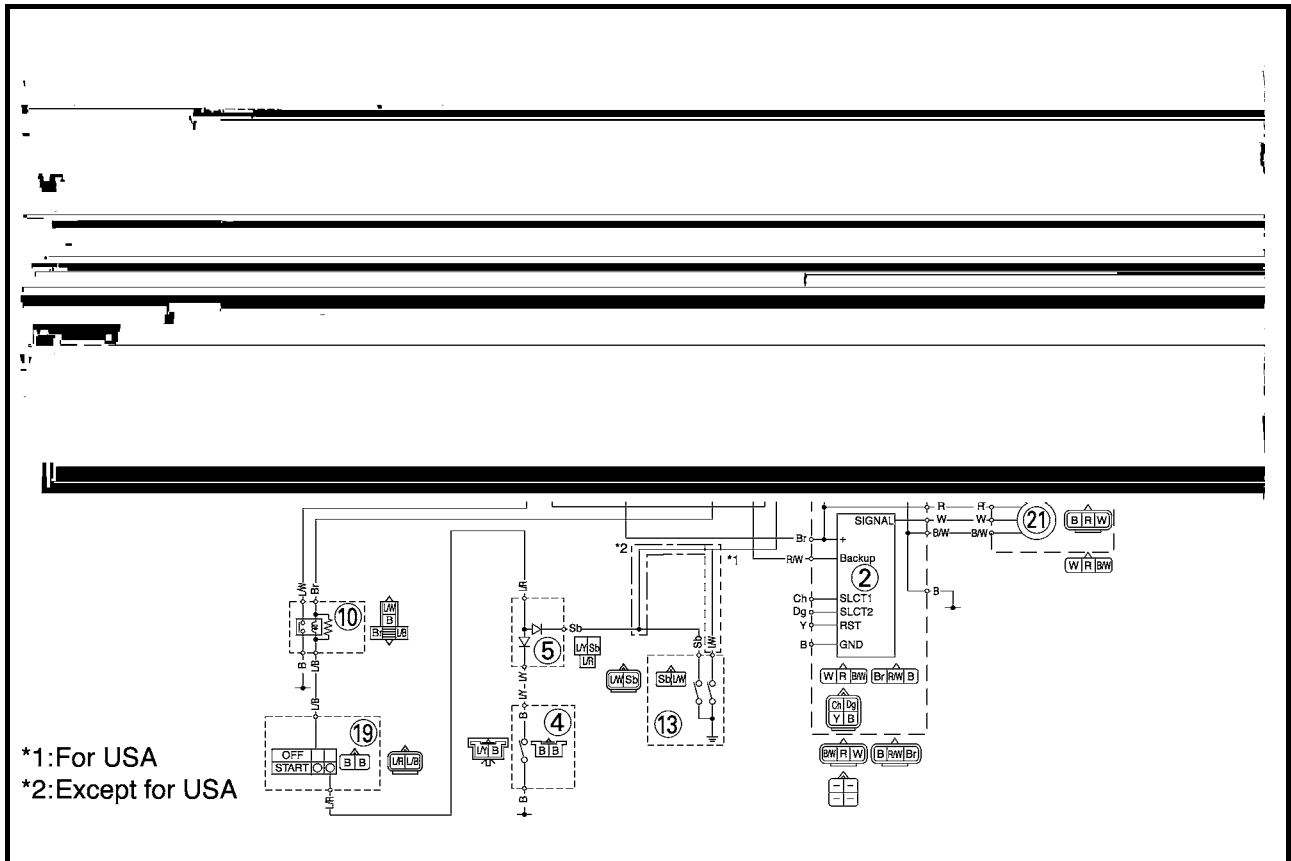 R R
SIGNAL W W 21 B R W
*2 Br + B/W B/W
*1 R/W Backup W R B/W
2
L/W Br L/R Ch SLCT1 B
10 L/W B Br L/B Dg SLCT2
5 Sb L/Y Sb L/R Sb L/W Y RST
B L/B L/W Sb Sb L/W B GND
L/Y L/Y W R B/W Br R/W B
L/B B 4 13 Ch Dg Y B
19 L/Y B B B
*1:For USA OFF B B L/R L/B B/W R W B R/W Br
START
*2:Except for USA L/R B – – – –